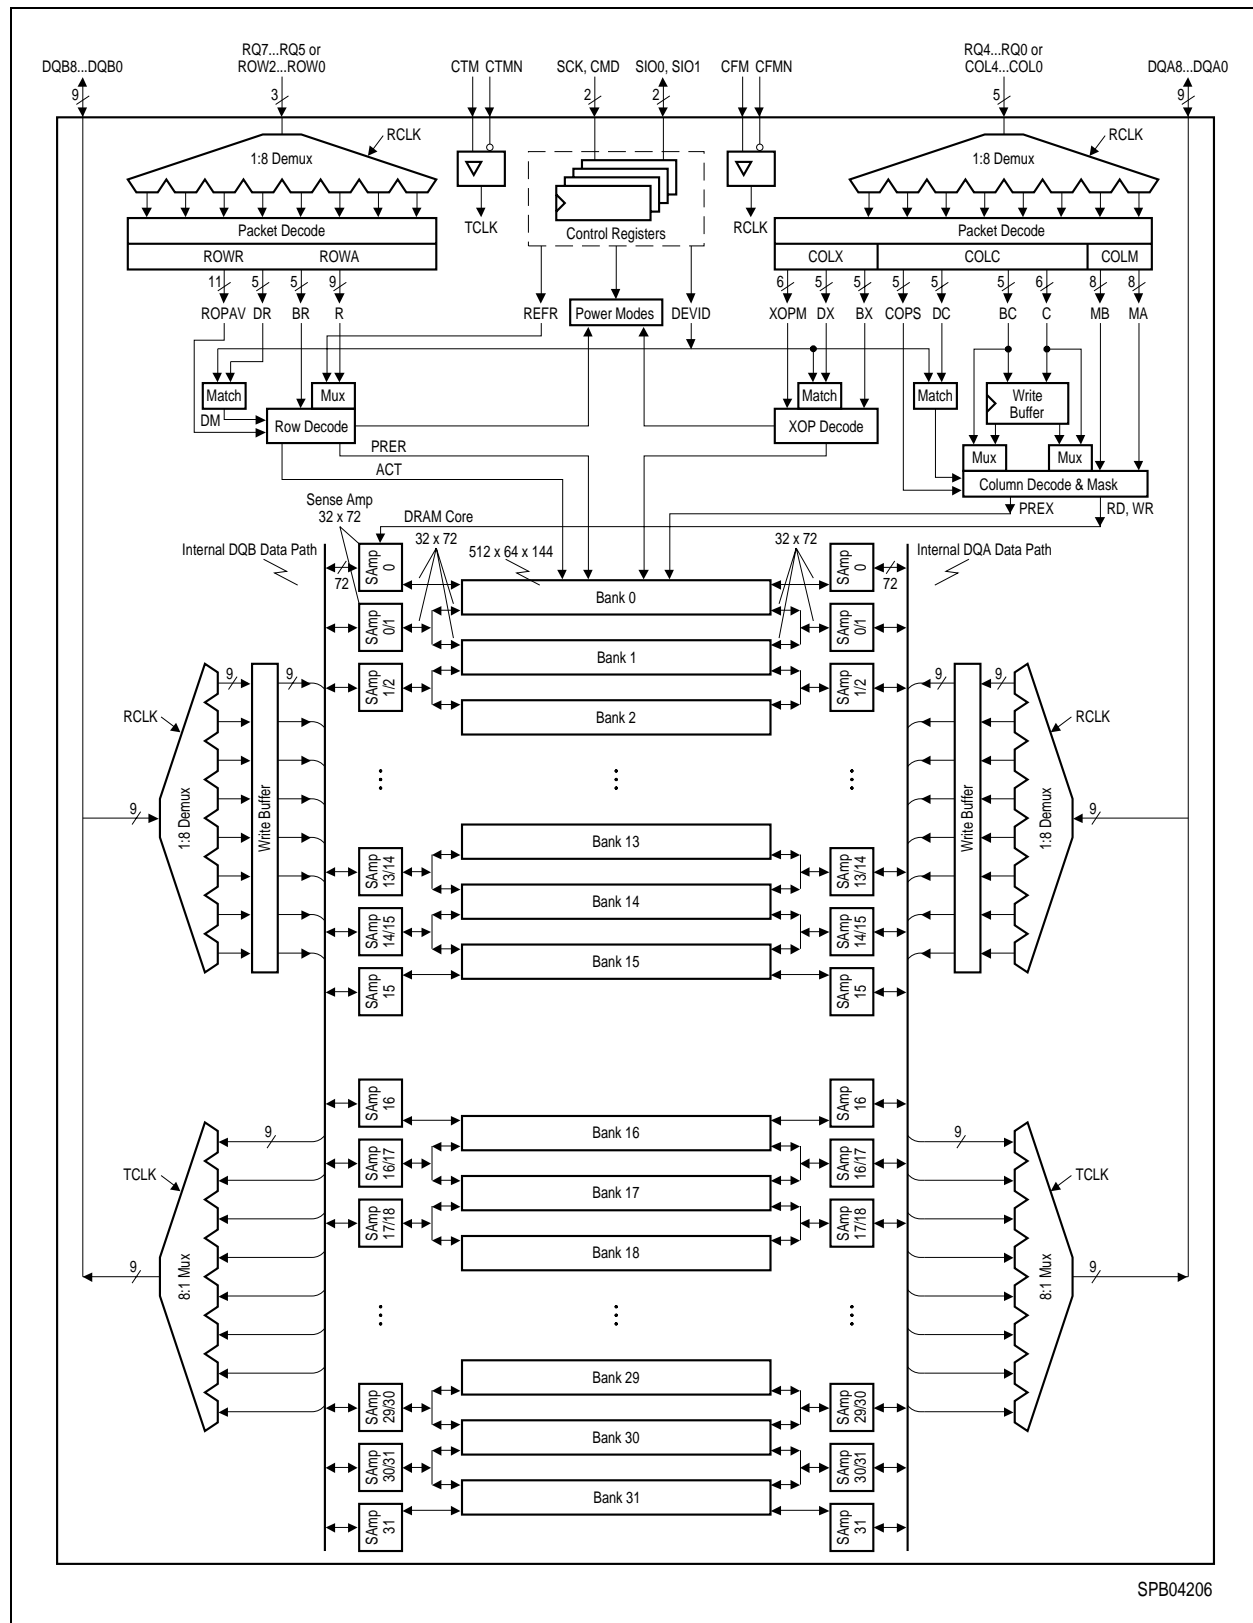 RQ7...RQ5 or
RQ4...RQ0 or
DQB8...DQB0
ROW2...ROW0
CTM
CTMN
SCK, CMD
SIO0, SIO1
CFM
CFMN
COL4...COL0
DQA8...DQA0
9
3
2
2
5
9
RCLK
1:8 Demux
RCLK
1:8 Demux
TCLK
Control Registers
RCLK
Packet Decode
ROWR
ROWA
Packet Decode
COLX
COLC
COLM
11
5
5
9
6
5
5
5
5
5
6
8
8
ROPAV
DR
BR
R
REFR
Power Modes
DEVID
XOPM
DX
BX
COPS
DC
BC
C
MB
MA
Match
Mux
Match
Match
Write
Buffer
DM
Row Decode
XOP Decode
PRER
Mux
Mux
ACT
Column Decode & Mask
Sense Amp
32 x 72
DRAM Core
PREX
RD, WR
32 x 72
512 x 64 x 144
32 x 72
Internal DQB Data Path
Internal DQA Data Path
72
SAmp
0
SAmp
0
72
Bank 0
SAmp
0/1
SAmp
0/1
Bank 1
SAmp
1/2
SAmp
1/2
Bank 2
9
9
9
9
RCLK
RCLK
9
1:8 Demux
Write Buffer
Write Buffer
1:8 Demux
9
Bank 13
SAmp
13/14
SAmp
13/14
Bank 14
SAmp
14/15
SAmp
14/15
Bank 15
SAmp
15
SAmp
15
SAmp
16
SAmp
16
Bank 16
9
9
SAmp
16/17
SAmp
16/17
TCLK
TCLK
Bank 17
SAmp
17/18
SAmp
17/18
Bank 18
9
8:1 Mux
8:1 Mux
9
Bank 29
SAmp
29/30
SAmp
29/30
Bank 30
SAmp
30/31
SAmp
30/31
Bank 31
SAmp
31
SAmp
31
SPB04206